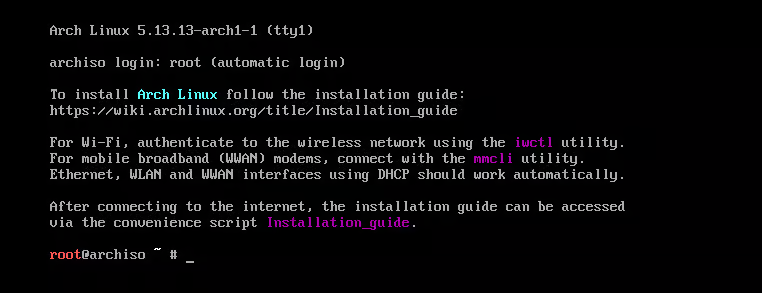 Arch Linux 5.13.13-arch1-1 (tty1)
archiso login: root (automatic login)
To install Arch Linux follow the installation guide:
https://wiki.archlinux.org/title/Installation_guide
For Wi-Fi, authenticate to the wireless network using the iwctl utility.
For mobile broadband (WWAN) modems, connect with the mmcli utility.
Ethernet, WLAN and WWAN interfaces using DHCP should work automatically.
After connecting to the internet, the installation guide can be accessed
via the convenience script Installation_guide.
root@archiso ~ # _